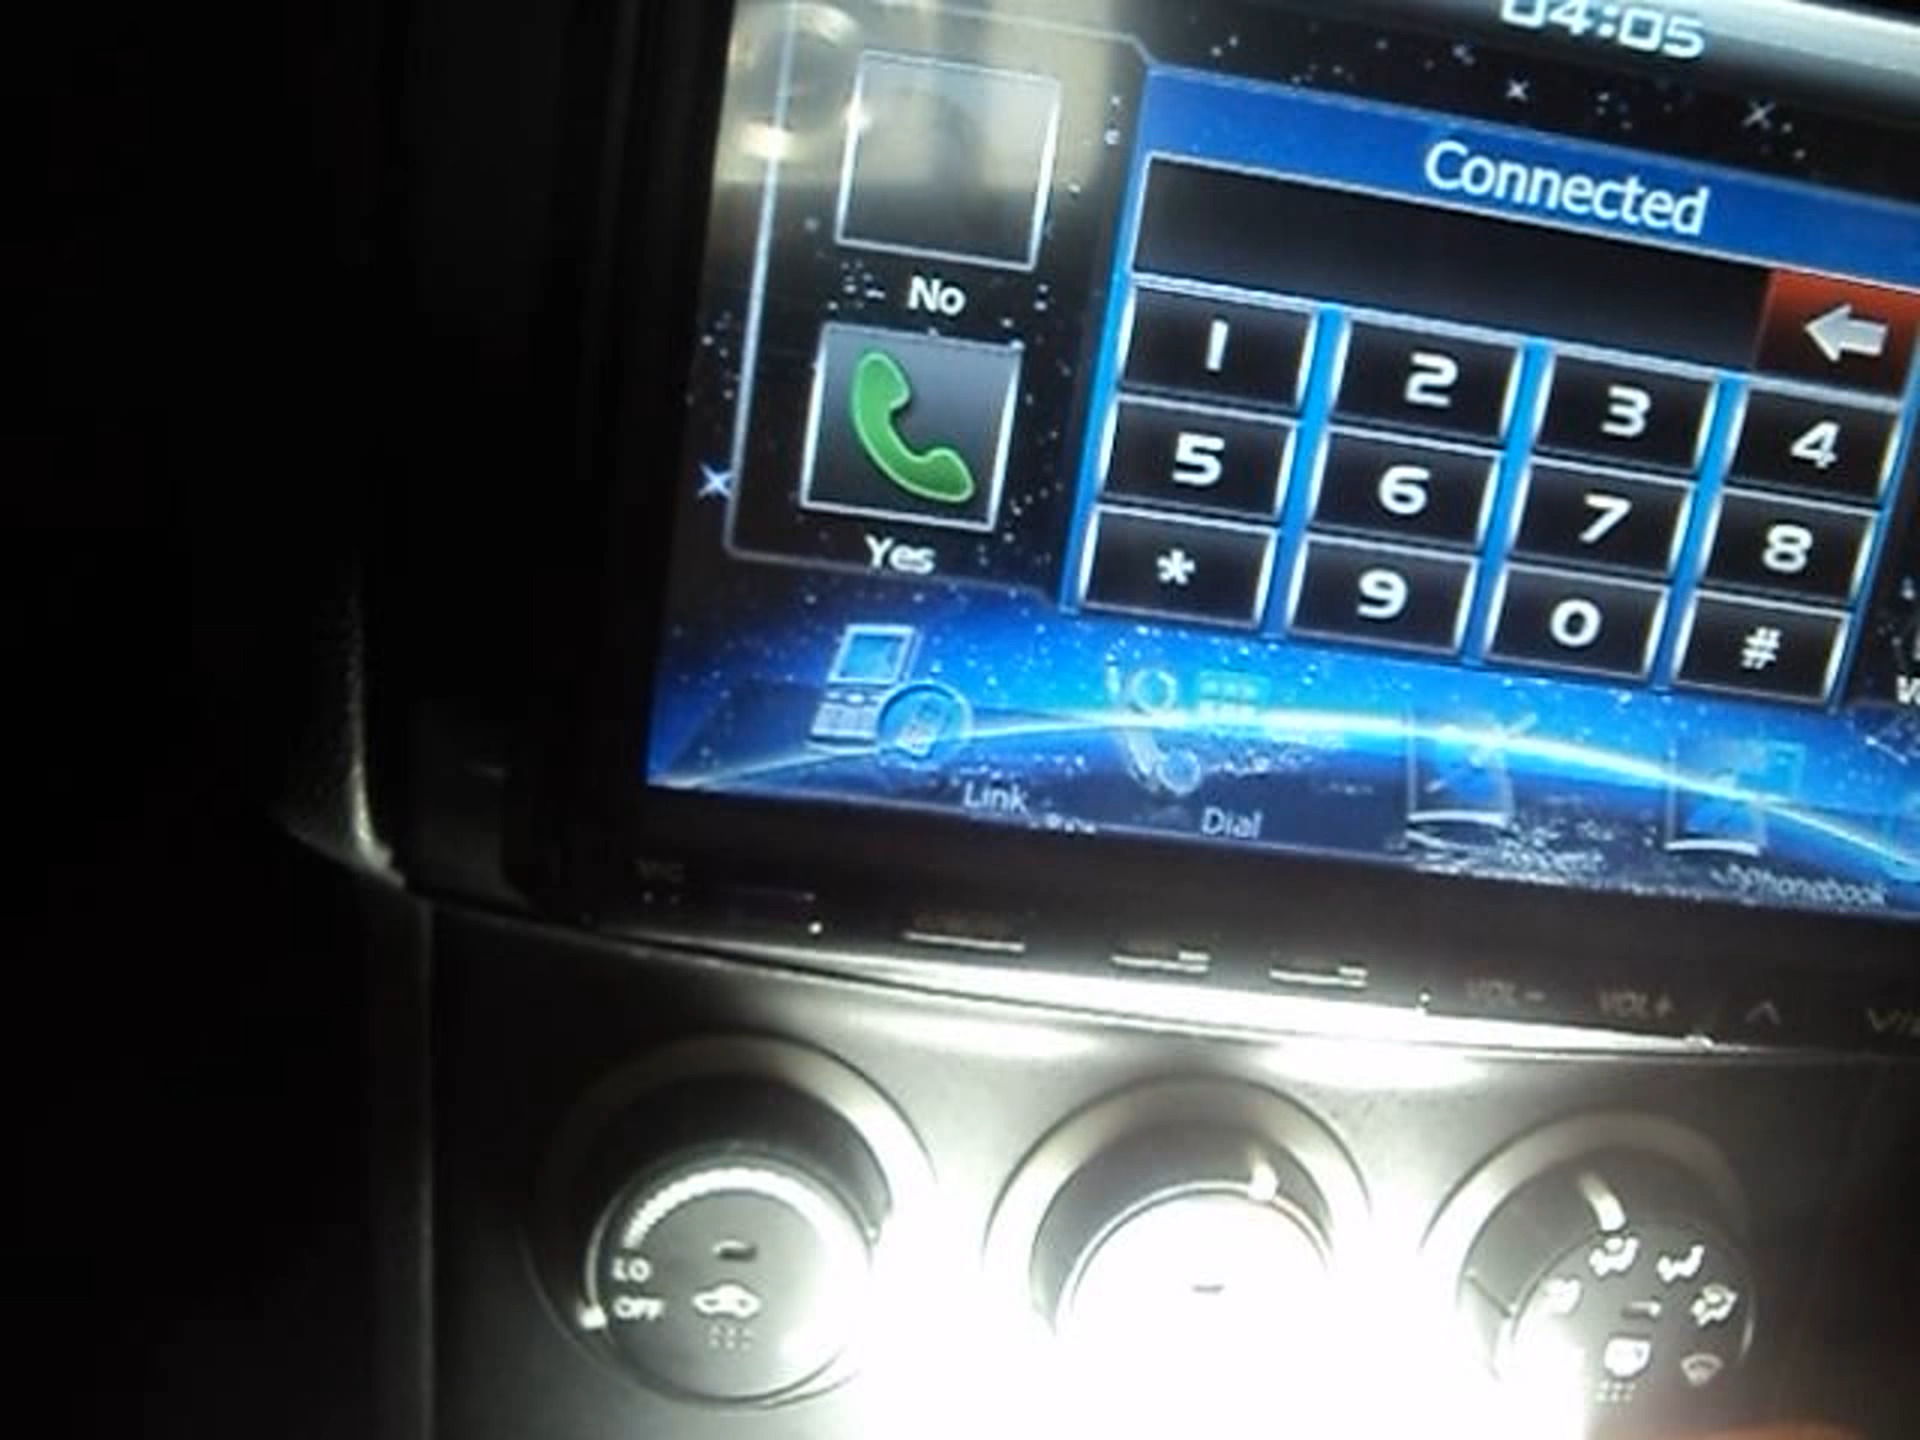 04:05
Connected
No
1 2 3 4
5 6 7 8
Yes
* 9 0 #
Link
Dial
Phonebook
VOL- VOL+
LO
OFF